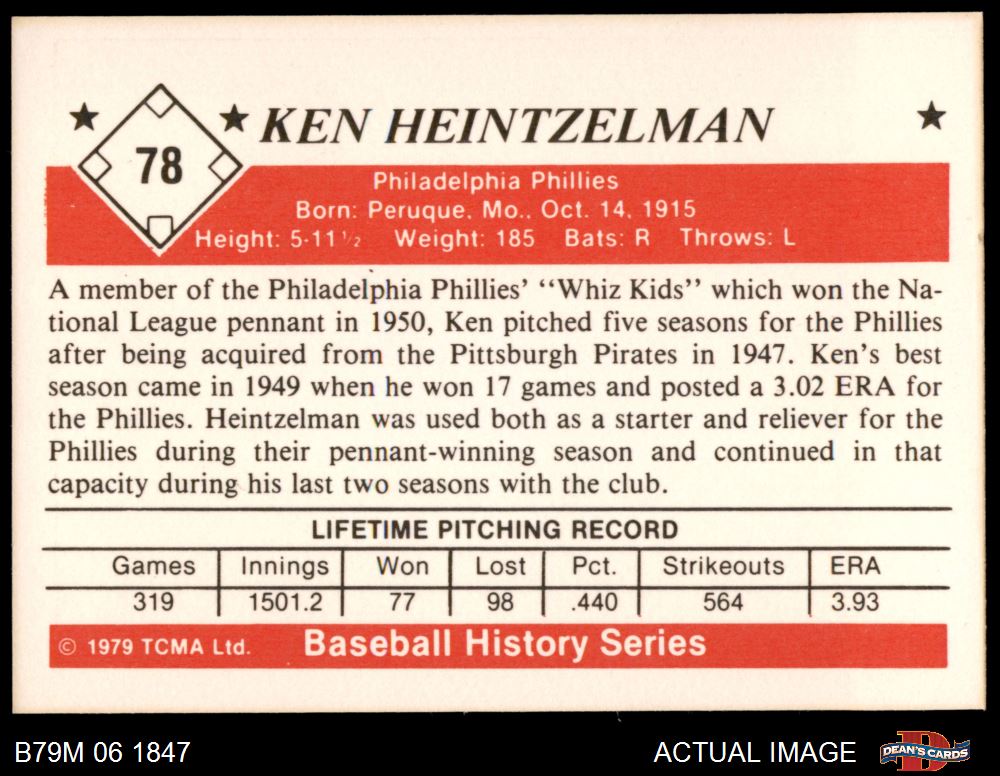 78
KEN HEINTZELMAN
Philadelphia Phillies
Born: Peruque, Mo., Oct. 14, 1915
Height: 5-11 1/2 Weight: 185 Bats: R Throws: L
A member of the Philadelphia Phillies' “Whiz Kids” which won the Na-
tional League pennant in 1950, Ken pitched five seasons for the Phillies
after being acquired from the Pittsburgh Pirates in 1947. Ken's best
season came in 1949 when he won 17 games and posted a 3.02 ERA for
the Phillies. Heintzelman was used both as a starter and reliever for the
Phillies during their pennant-winning season and continued in that
capacity during his last two seasons with the club.
LIFETIME PITCHING RECORD
Games Innings Won Lost Pct. Strikeouts ERA
319 1501.2 77 98 .440 564 3.93
© 1979 TCMA Ltd. Baseball History Series
B79M 06 1847 ACTUAL IMAGE DEAN'S CARDS